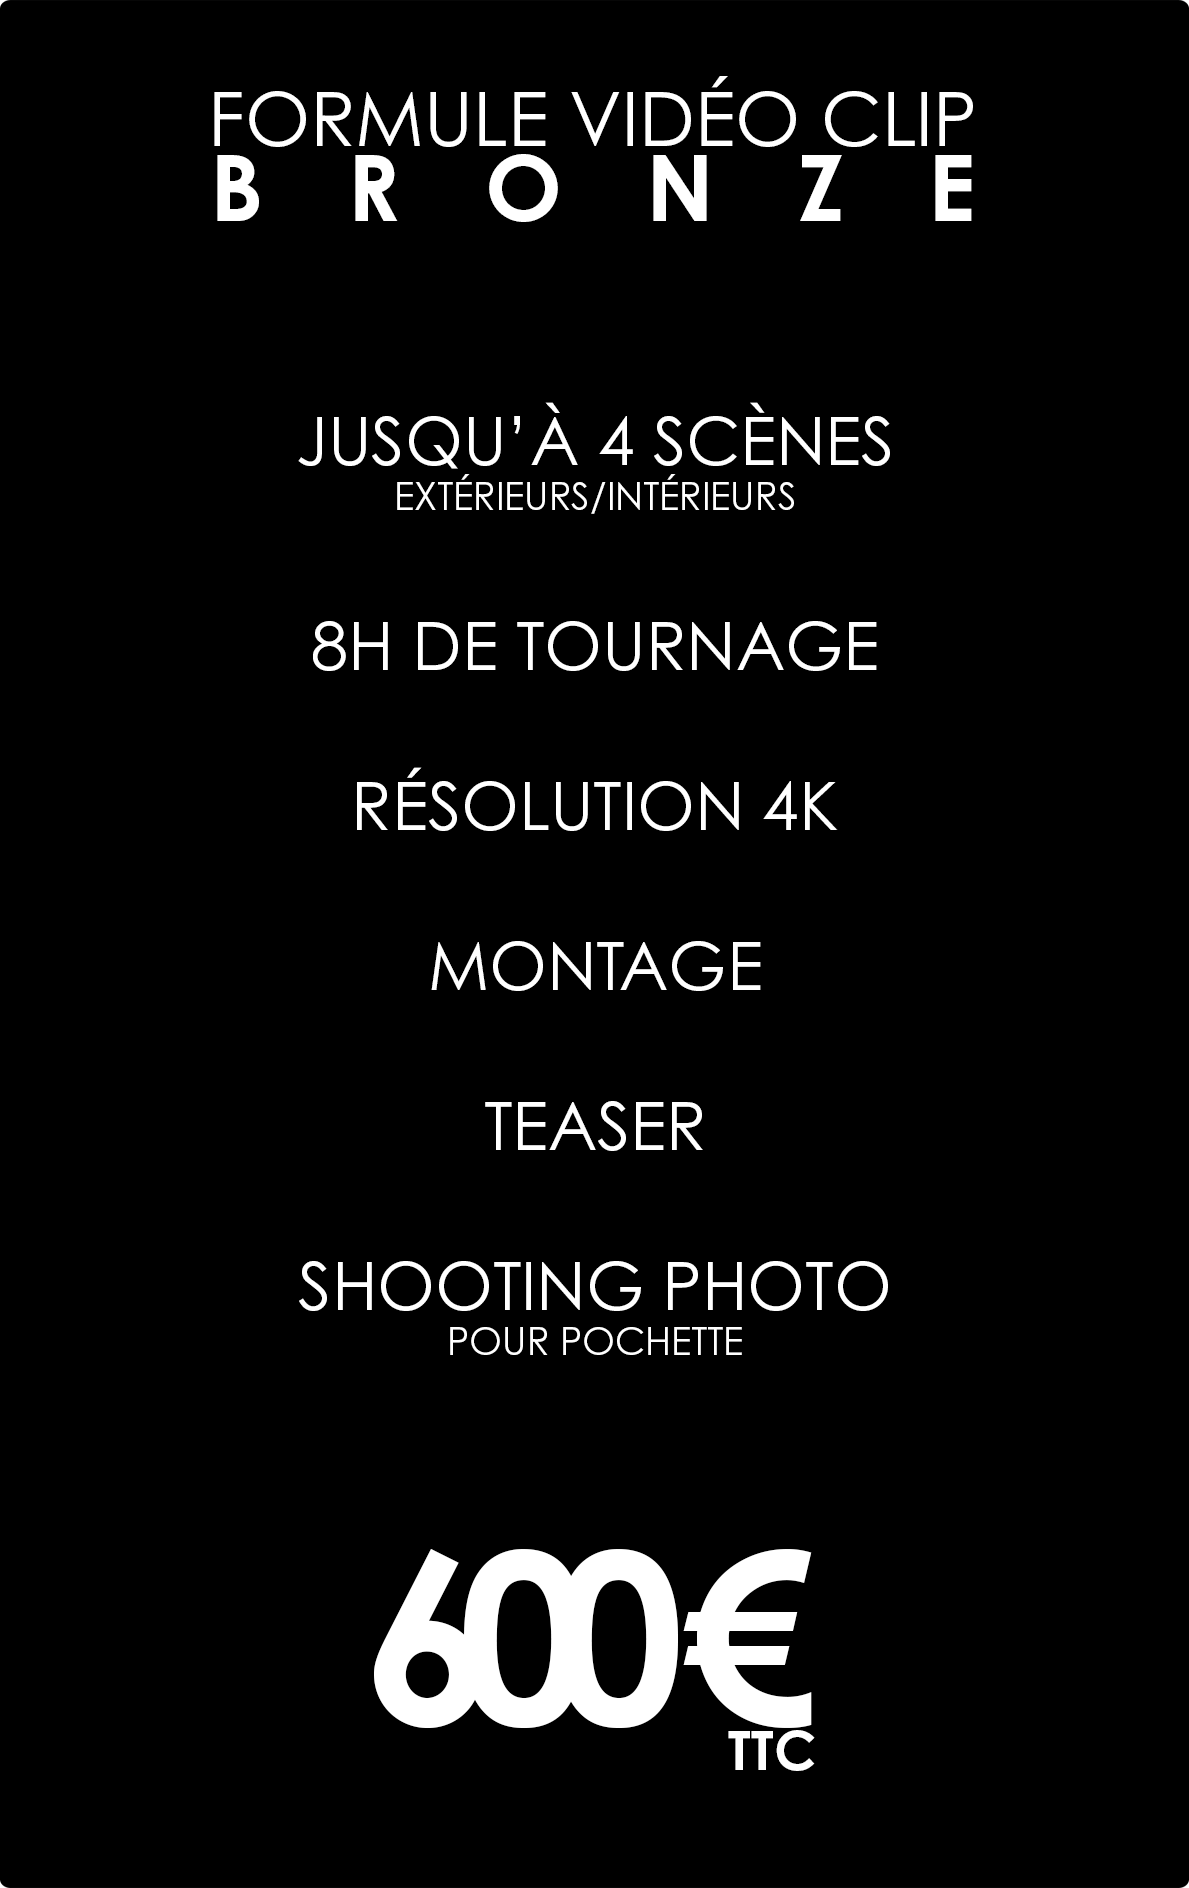 FORMULE VIDÉO CLIP
BRONZE
JUSQU’À 4 SCÈNES
EXTÉRIEURS/INTÉRIEURS
8H DE TOURNAGE
RÉSOLUTION 4K
MONTAGE
TEASER
SHOOTING PHOTO
POUR POCHETTE
600€
TTC